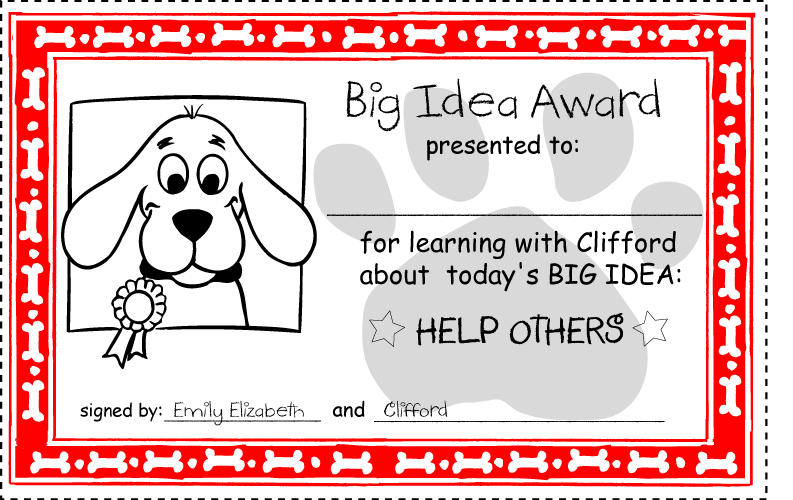 Big Idea Award
presented to:
for learning with Clifford
about today's BIG IDEA:
HELP OTHERS
signed by: Emily Elizabeth and Clifford